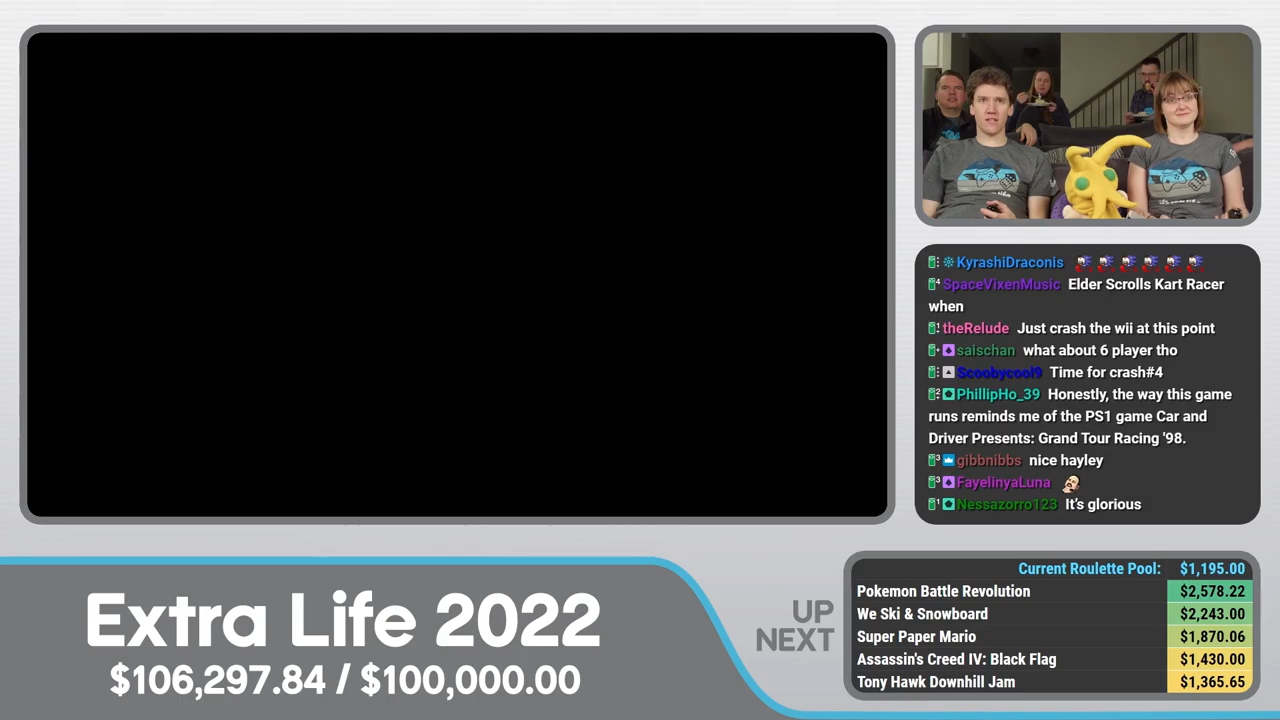 KyrashiDraconis
SpaceVixenMusic Elder Scrolls Kart Racer
when
theRelude Just crash the wii at this point
saischan what about 6 player tho
Scoobycool9 Time for crash#4
PhillipHo_39 Honestly, the way this game
runs reminds me of the PS1 game Car and
Driver Presents: Grand Tour Racing '98.
gibbnibbs nice hayley
FayelinyaLuna
Nessazorro123 It's glorious
Extra Life 2022
$106,297.84 / $100,000.00
UP
NEXT
Current Roulette Pool: $1,195.00
Pokemon Battle Revolution $2,578.22
We Ski & Snowboard $2,243.00
Super Paper Mario $1,870.06
Assassin's Creed IV: Black Flag $1,430.00
Tony Hawk Downhill Jam $1,365.65